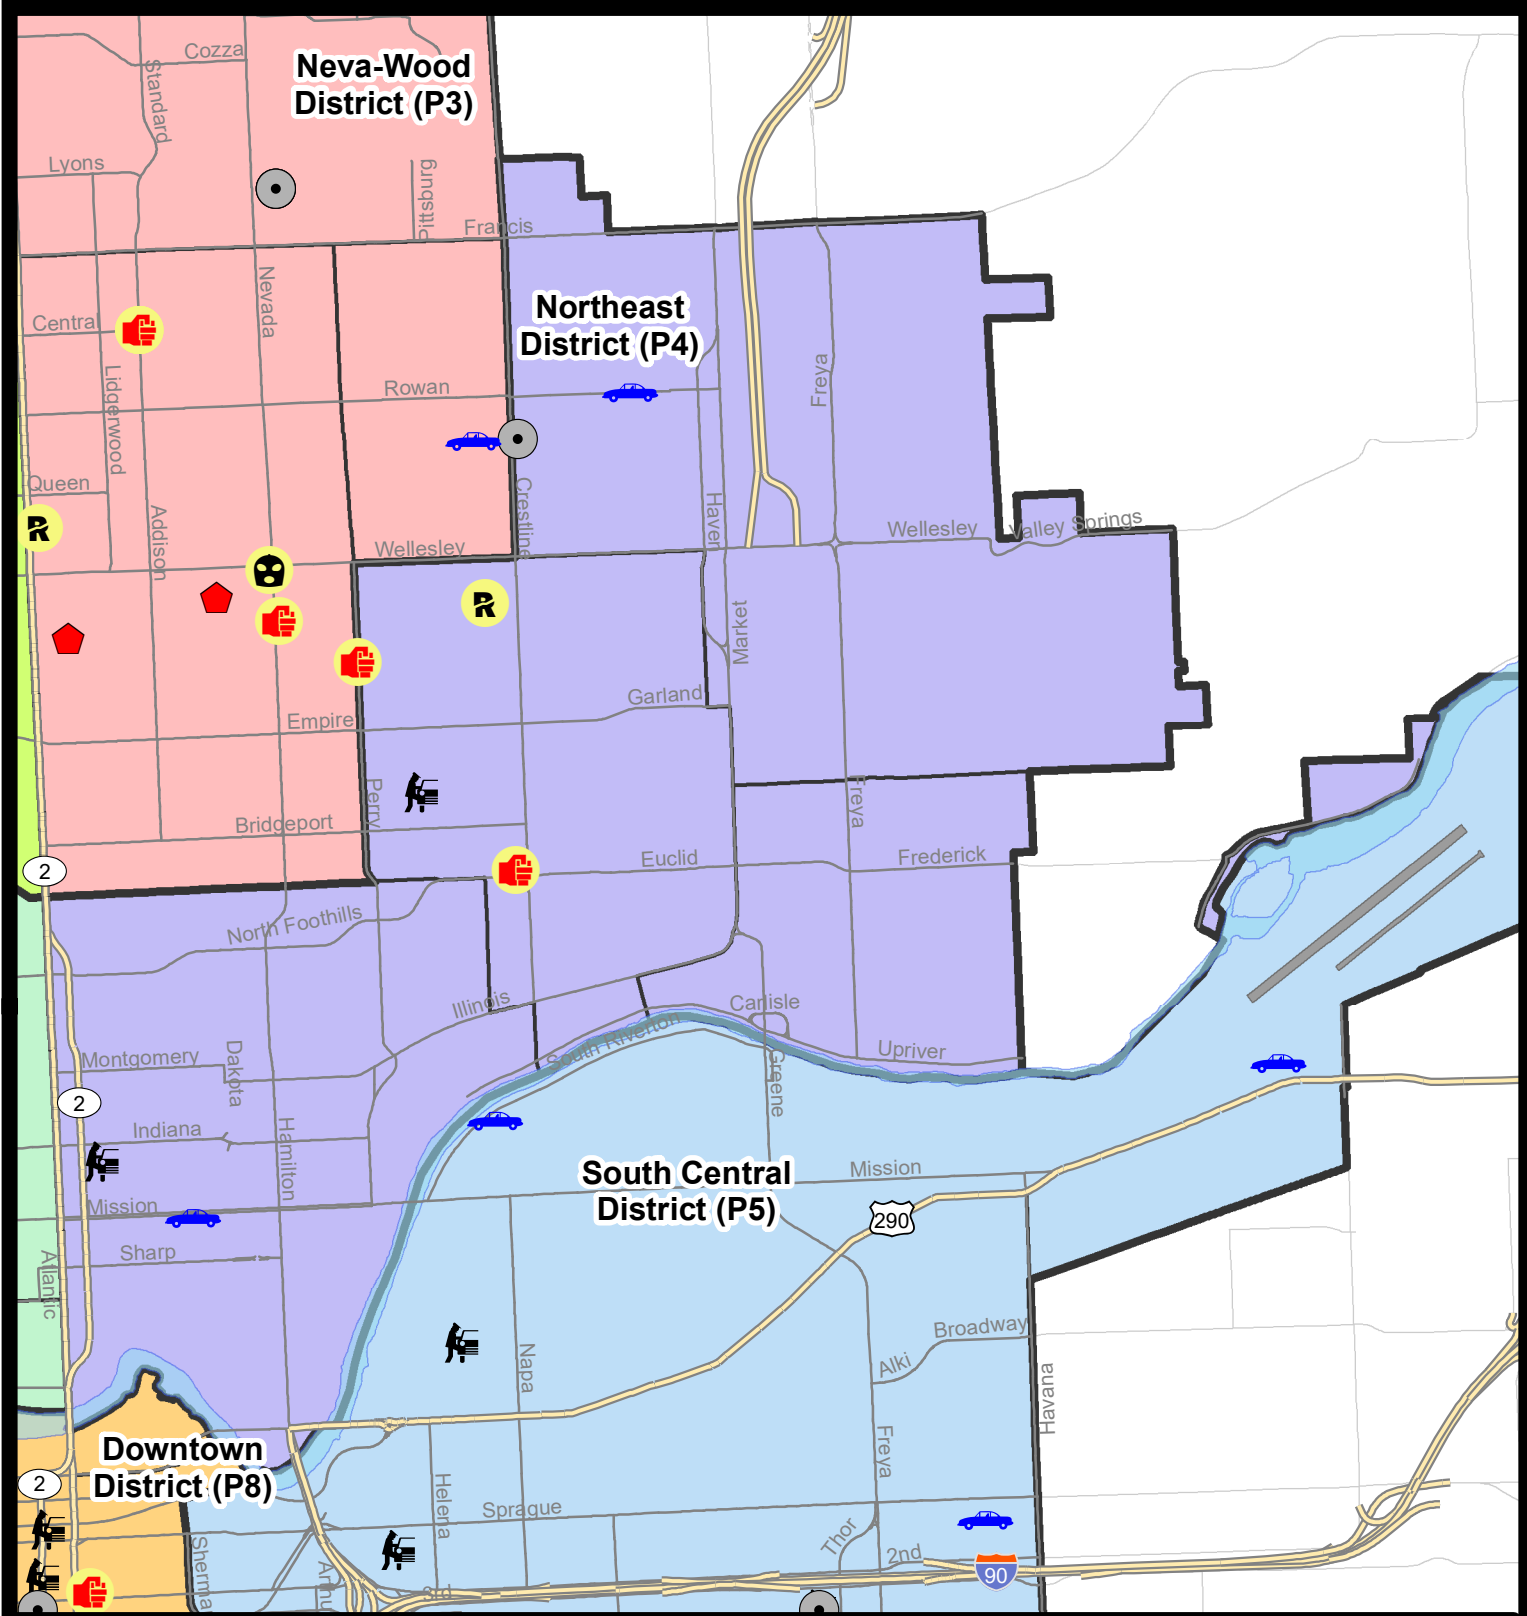 Cozza
Neva-Wood
District (P3)
Standard
Lyons
Pittsburg
Francis
Nevada
Northeast
District (P4)
Central
Freya
Lidgerwood
Rowan
Queen
Crestline
Haven
Addison
Wellesley
Wellesley
Valley Springs
R
R
Market
Garland
Empire
Perry
Freya
Bridgeport
Euclid
Frederick
2
North Foothills
Illinois
Carlisle
South Riverton
Upriver
Montgomery
Dakota
Greene
2
Indiana
Hamilton
South Central
District (P5)
Mission
Mission
290
Sharp
Atlantic
Broadway
Alki
Napa
Havana
Freya
Downtown
District (P8)
2
Helena
Sprague
Thor
2nd
90
3rd